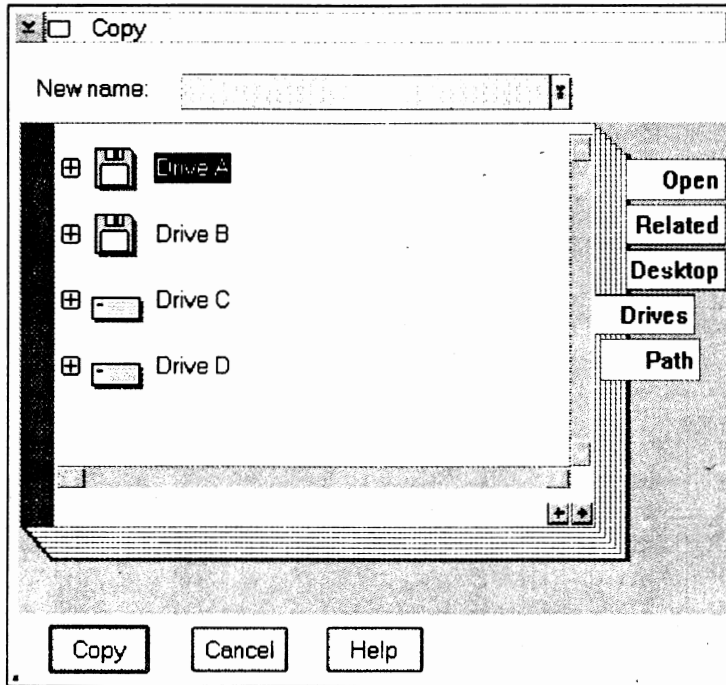 Copy
New name:
Drive A
Drive B
Drive C
Drive D
Open
Related
Desktop
Drives
Path
Copy
Cancel
Help